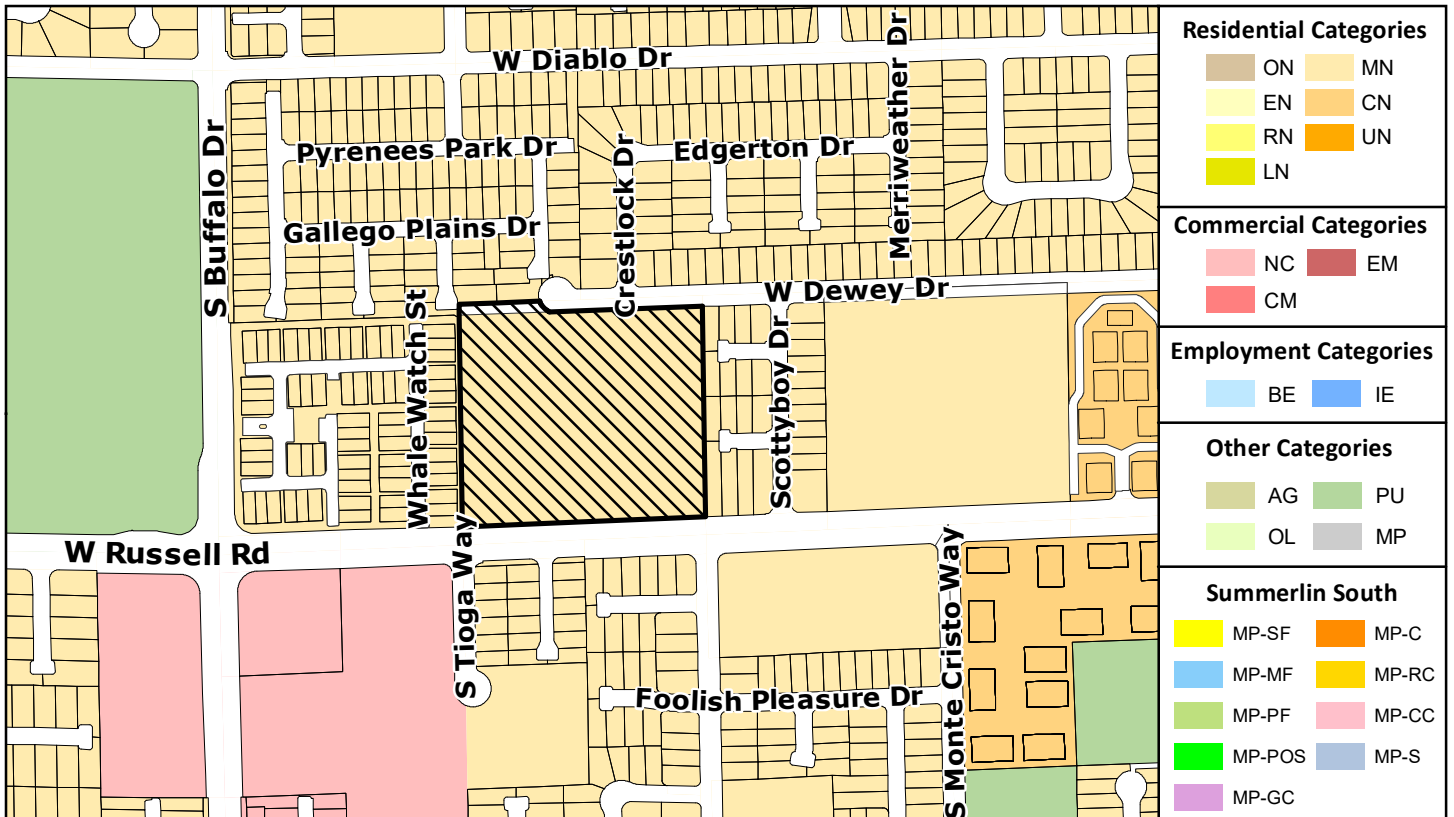 W Diablo Dr
Merriweather Dr
S Buffalo Dr
Pyrenees Park Dr
Crestlock Dr
Edgerton Dr
Gallego Plains Dr
W Dewey Dr
Whale Watch St
Scottyboy Dr
W Russell Rd
S Tioga Way
S Monte Cristo Way
Foolish Pleasure Dr
Residential Categories
ON MN
EN CN
RN UN
LN
Commercial Categories
NC EM
CM
Employment Categories
BE IE
Other Categories
AG PU
OL MP
Summerlin South
MP-SF MP-C
MP-MF MP-RC
MP-PF MP-CC
MP-POS MP-S
MP-GC